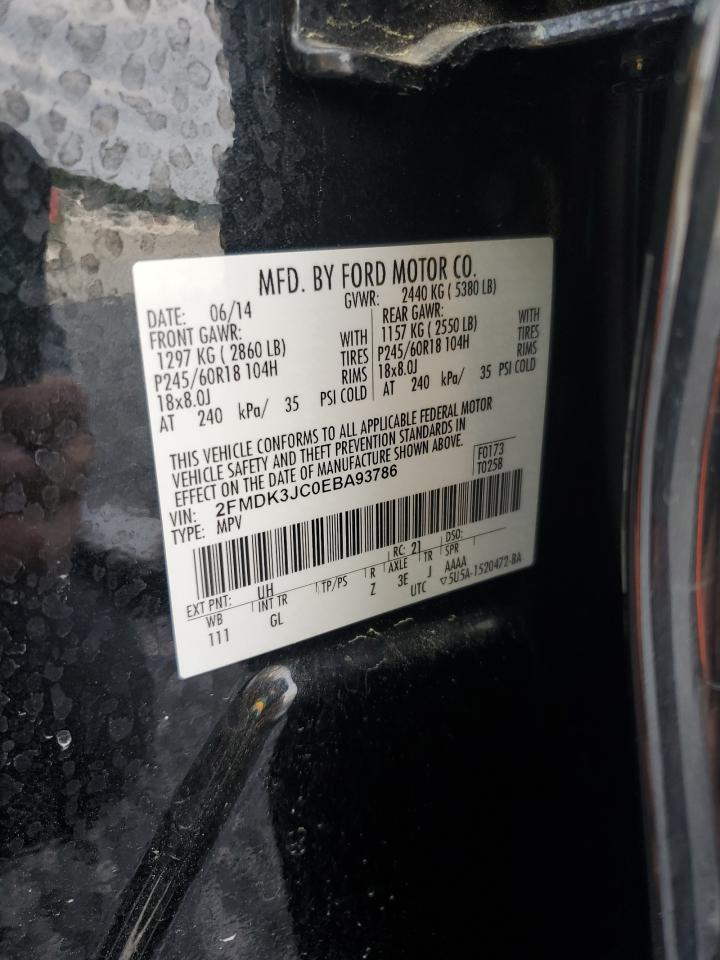 MFD. BY FORD MOTOR CO.
DATE: 06/14 GVWR: 2440 KG ( 5380 LB)
FRONT GAWR: REAR GAWR:
1297 KG ( 2860 LB) WITH 1157 KG ( 2550 LB) WITH
P245/60R18 104H TIRES P245/60R18 104H TIRES
18x8.0J RIMS 18x8.0J RIMS
AT 240 kPa/ 35 PSI COLD AT 240 kPa/ 35 PSI COLD
THIS VEHICLE CONFORMS TO ALL APPLICABLE FEDERAL MOTOR
VEHICLE SAFETY AND THEFT PREVENTION STANDARDS IN
EFFECT ON THE DATE OF MANUFACTURE SHOWN ABOVE.
VIN: 2FMDK3JC0EBA93786 F0173
TYPE: MPV T025B
EXT PNT: UH RC: 21 DSO:
WB INT TR TP/PS R AXLE TR SPR
111 GL Z 3E J AAAA
UTC ▽5U5A-1520472-BA